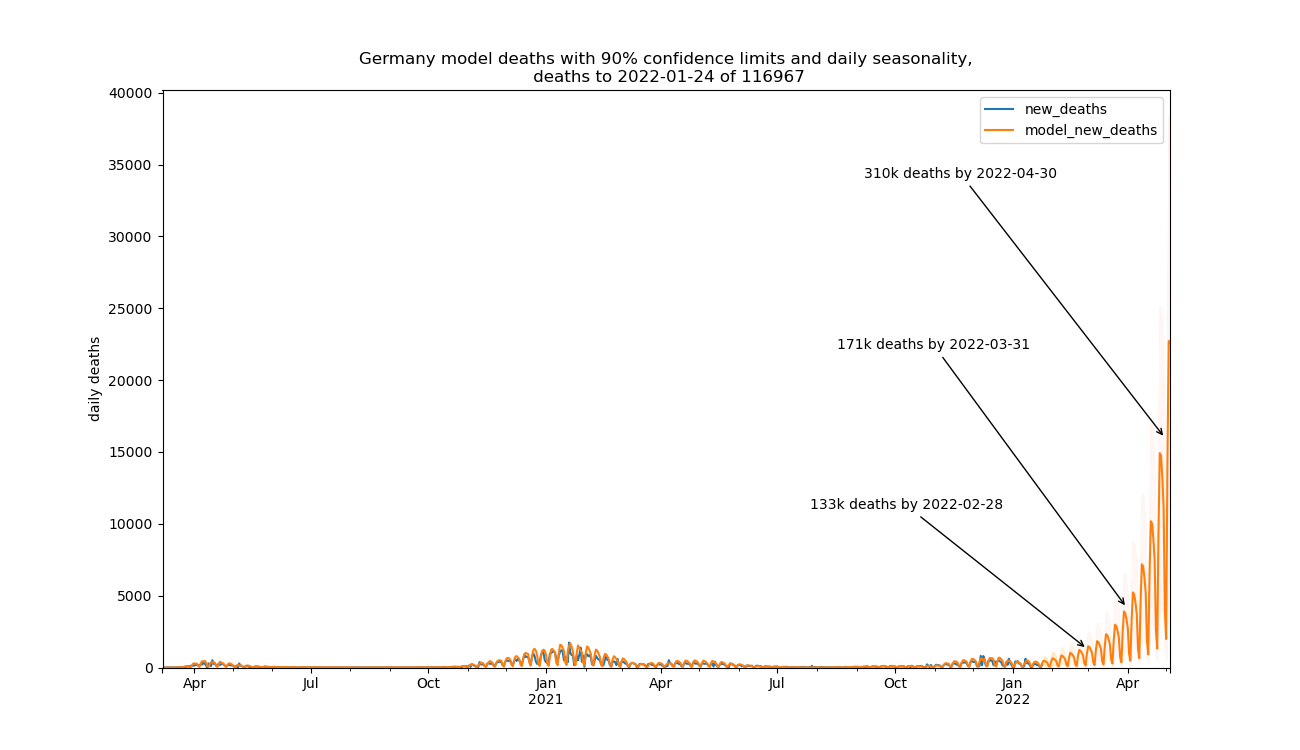 Germany model deaths with 90% confidence limits and daily seasonality,
deaths to 2022-01-24 of 116967
40000
35000
30000
25000
20000
15000
10000
5000
0
daily deaths
new_deaths
model_new_deaths
310k deaths by 2022-04-30
171k deaths by 2022-03-31
133k deaths by 2022-02-28
Apr
Jul
Oct
Jan
2021
Apr
Jul
Oct
Jan
2022
Apr